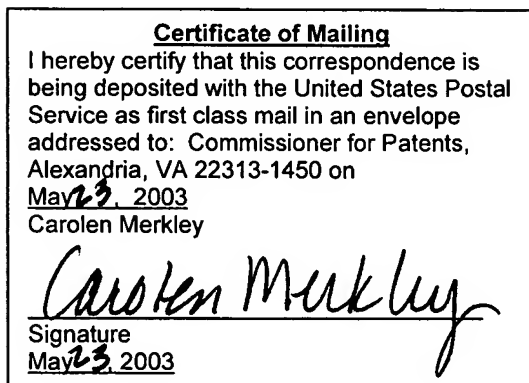 Certificate of Mailing
I hereby certify that this correspondence is
being deposited with the United States Postal
Service as first class mail in an envelope
addressed to: Commissioner for Patents,
Alexandria, VA 22313-1450 on
May 23, 2003
Carolen Merkley
Carolen Merkley
Signature
May 23, 2003